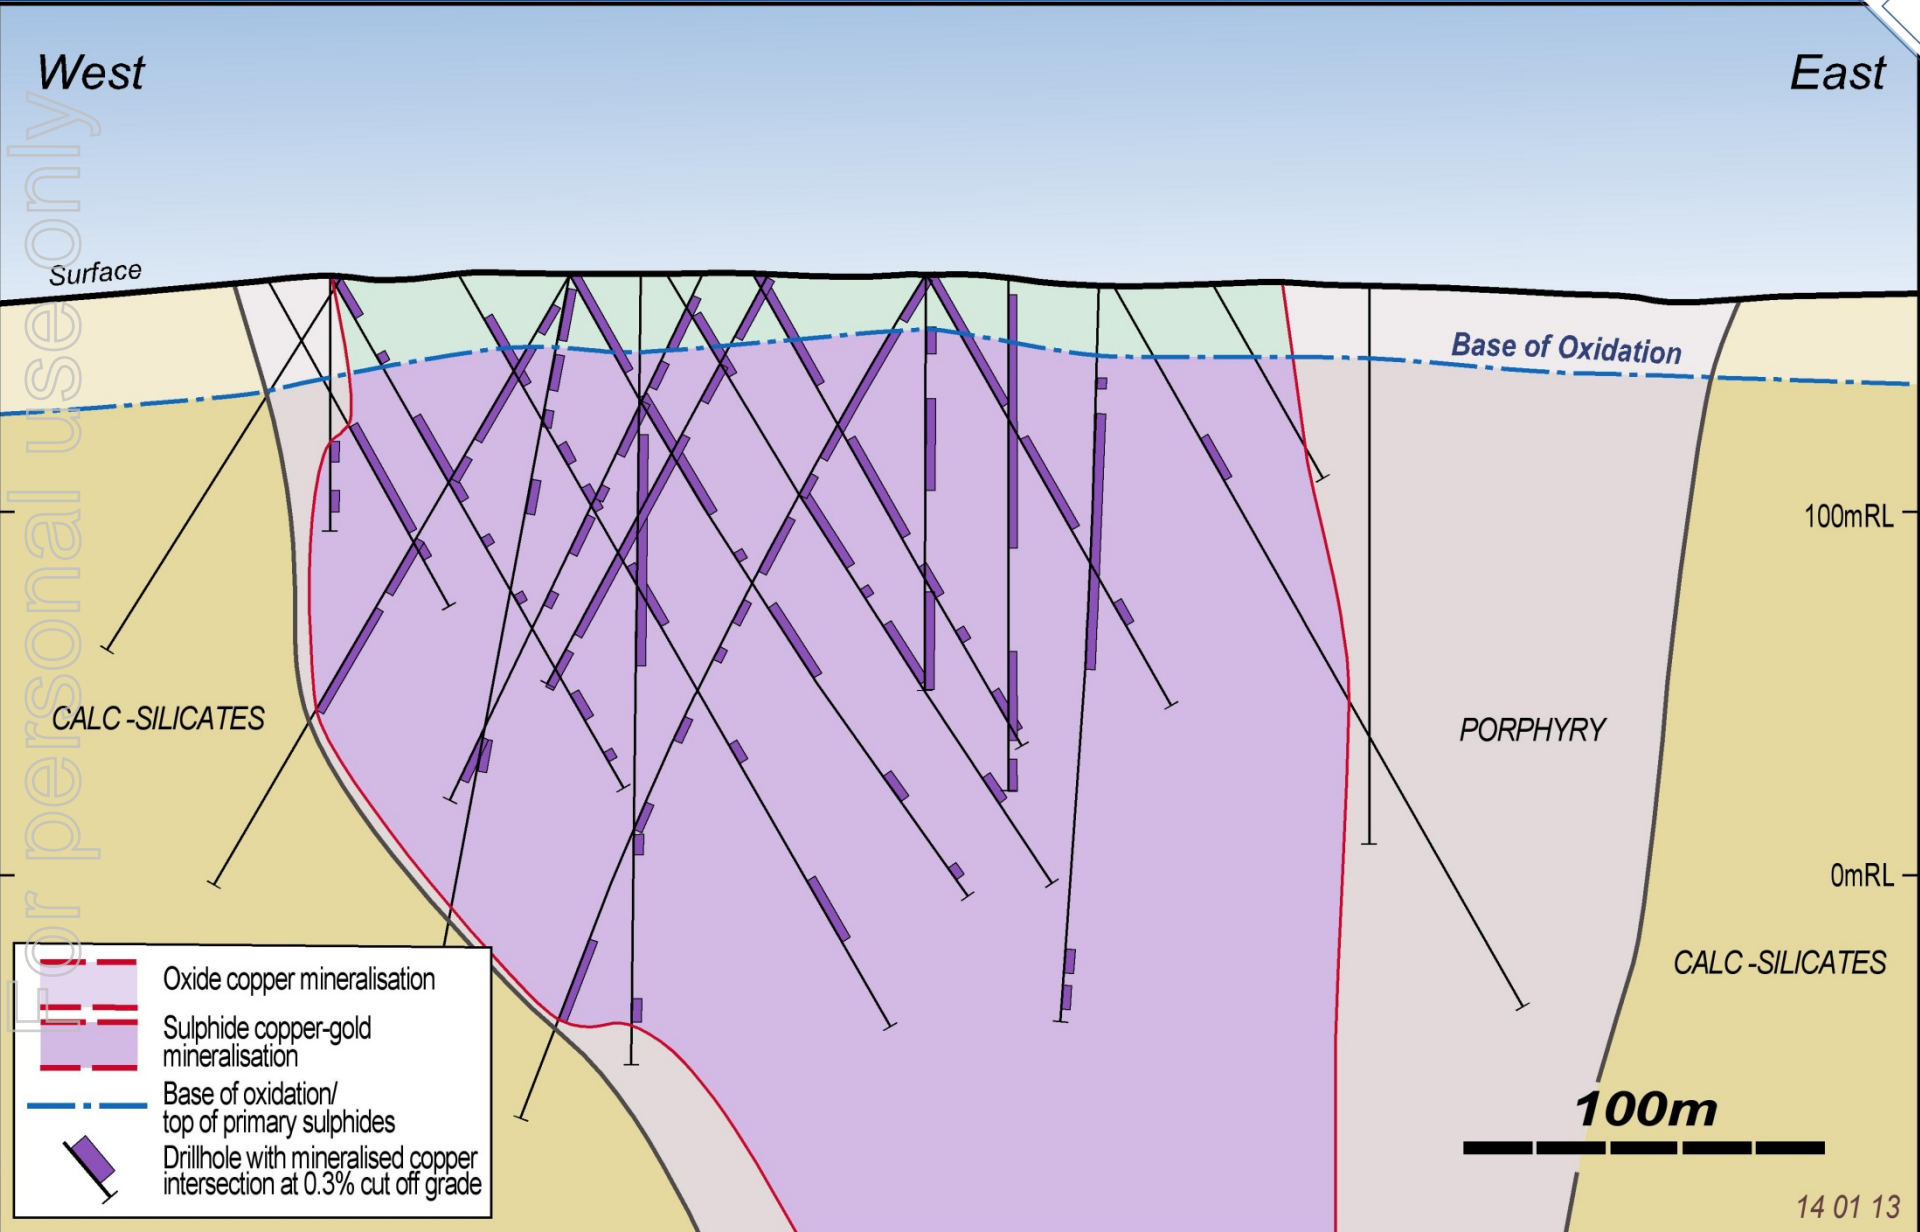 West
East
Surface
Base of Oxidation
100mRL
CALC -SILICATES
PORPHYRY
0mRL
CALC -SILICATES
Oxide copper mineralisation
Sulphide copper-gold
mineralisation
Base of oxidation/
top of primary sulphides
Drillhole with mineralised copper
intersection at 0.3% cut off grade
100m
14 01 13
For personal use only